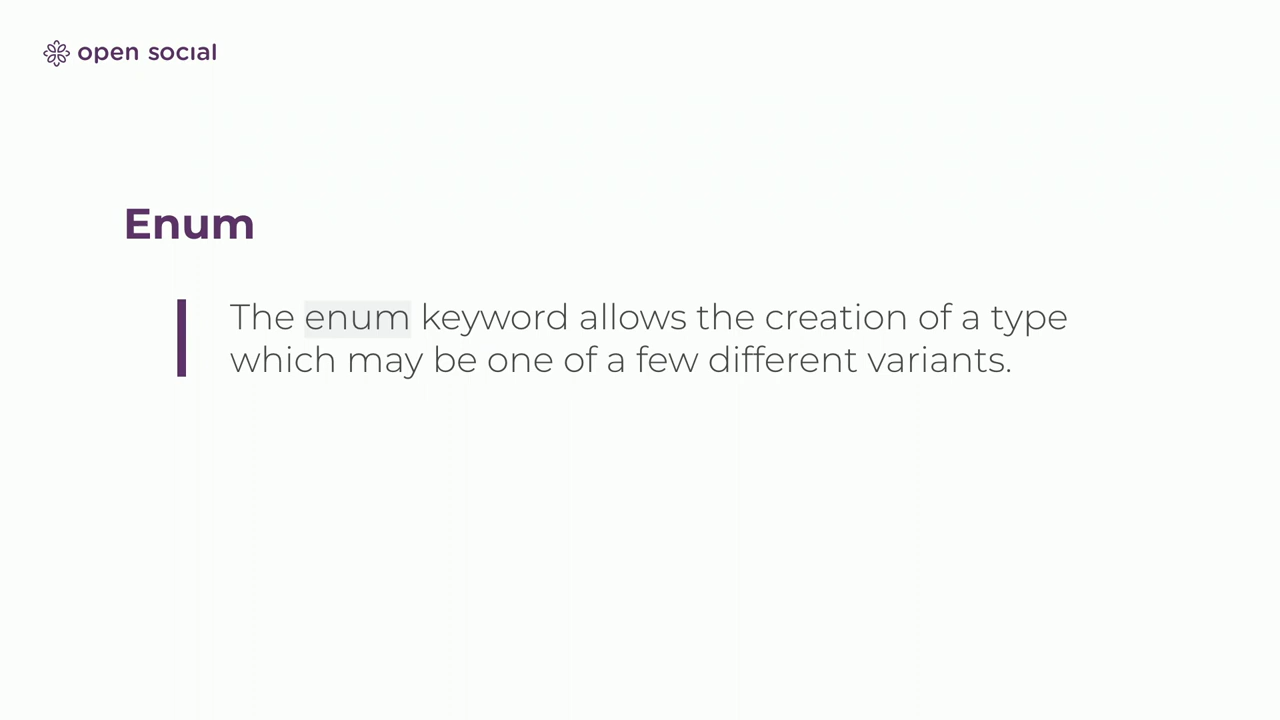 open social
Enum
The enum keyword allows the creation of a type
which may be one of a few different variants.